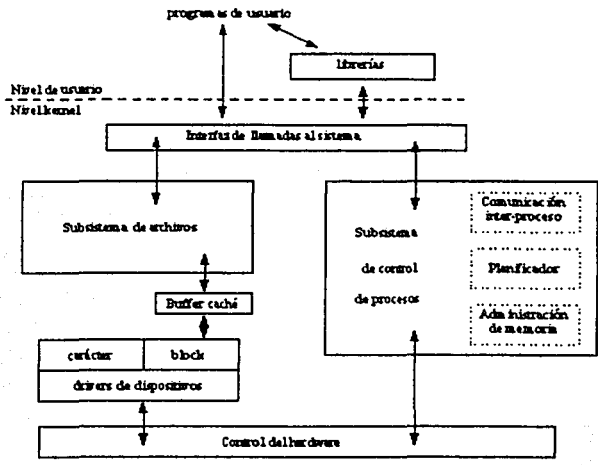 programas de usuario
librerías
Nivel de usuario
Nivel kernel
Interfaz de llamadas al sistema
Subsistema de archivos
Subsistema
de control
de procesos
Comunicación
inter-proceso
Planificador
Administración
de memoria
Buffer caché
carácter
block
drivers de dispositivos
Control del hardware